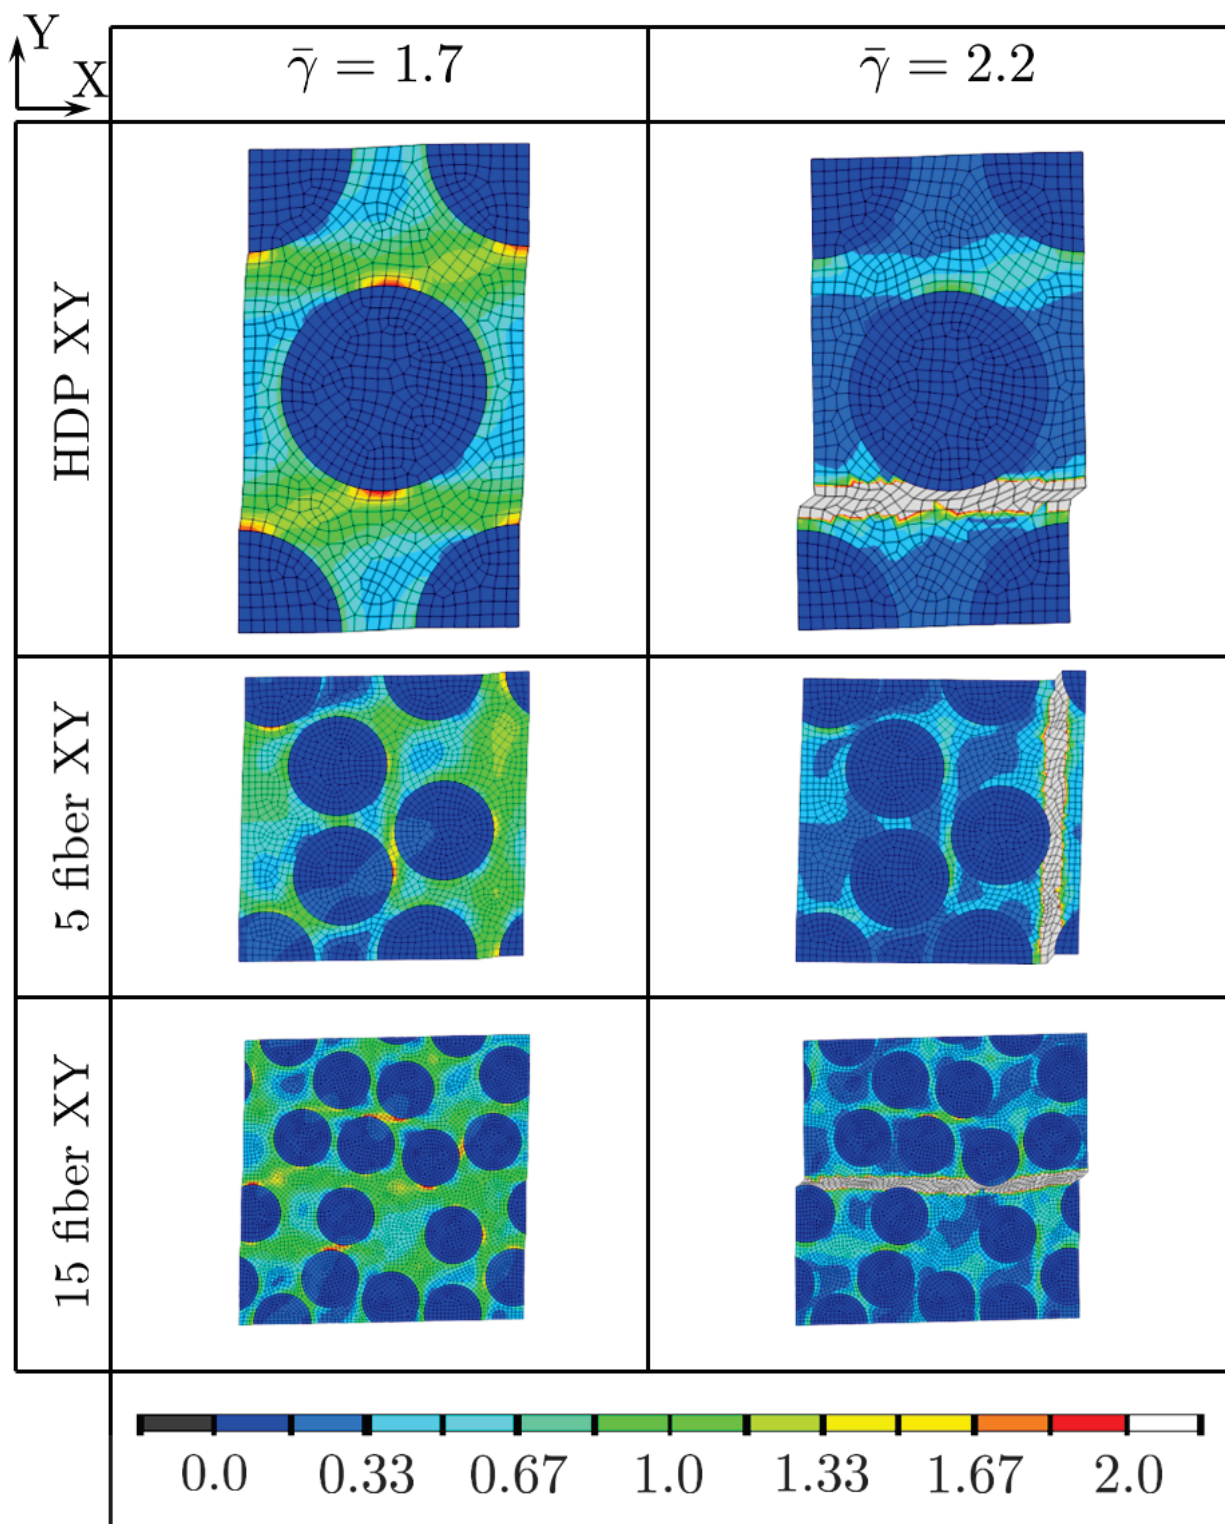 Y
X
γ̄ = 1.7
γ̄ = 2.2
HDP XY
5 fiber XY
15 fiber XY
0.0 0.33 0.67 1.0 1.33 1.67 2.0